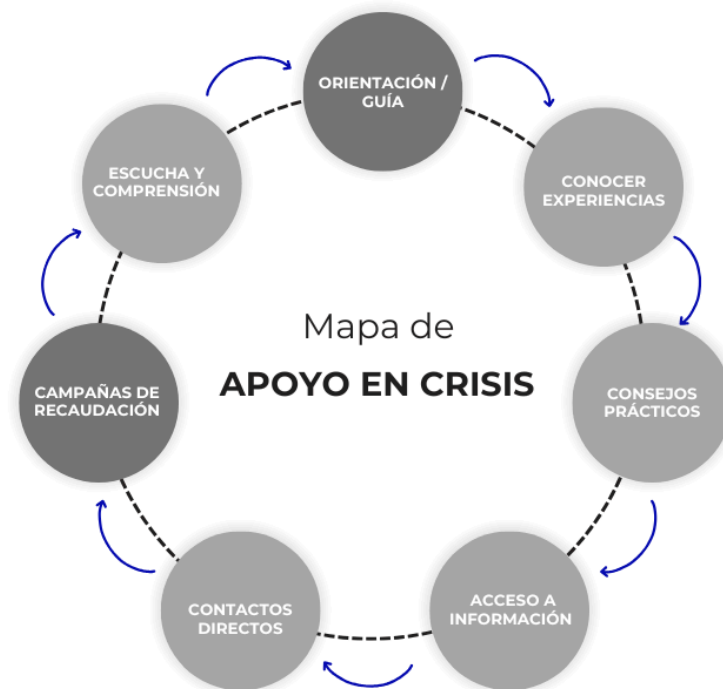 ORIENTACIÓN /
GUÍA
CONOCER
EXPERIENCIAS
CONSEJOS
PRÁCTICOS
ACCESO A
INFORMACIÓN
CONTACTOS
DIRECTOS
CAMPAÑAS DE
RECAUDACIÓN
ESCUCHA Y
COMPRENSIÓN
Mapa de
APOYO EN CRISIS